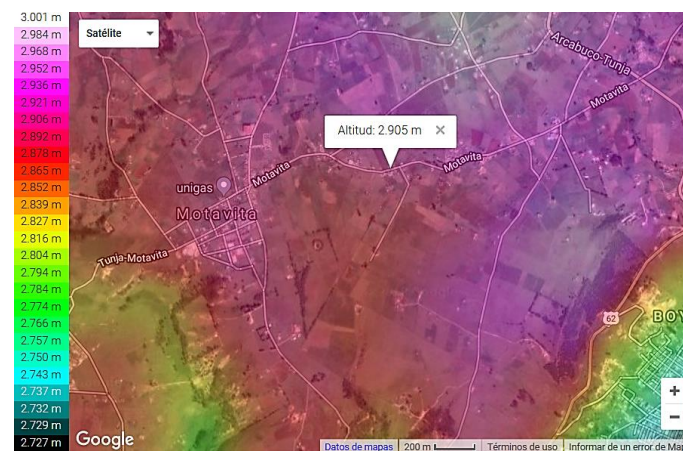 3.001 m
2.984 m
2.968 m
2.952 m
2.936 m
2.921 m
2.906 m
2.892 m
2.878 m
2.865 m
2.852 m
2.839 m
2.827 m
2.816 m
2.804 m
2.794 m
2.784 m
2.774 m
2.766 m
2.757 m
2.750 m
2.743 m
2.737 m
2.732 m
2.729 m
2.727 m
Satélite
Arcabuco-Tunja
Motavita
Altitud: 2.905 m ×
Motavita
Motavita
unigas
Motavita
Tunja-Motavita
62
BOY
+
−
Google
Datos de mapas
200 m
Términos de uso
Informar de un error de Map